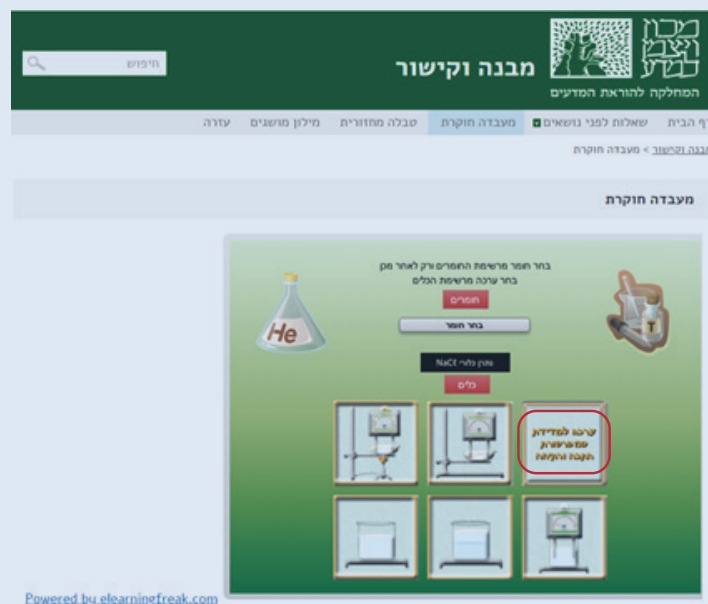 מכון
ויצמן
למדע
המחלקה להוראת המדעים
מבנה וקישור
חיפוש
דף הבית שאלות לפני נושאים מעבדה חוקרת טבלה מחזורית מילון מושגים עזרה
מבנה וקישור > מעבדה חוקרת
מעבדה חוקרת
בחר חומר מרשימת החומרים ורק לאחר מכן
בחר ערכה מרשימת הכלים
חומרים
בחר חומר
נתרן כלורי NaCl
כלים
ערכה למדידת
טמפרטורת
התכה ורתיחה
He
T
Powered by elearningfreak.com